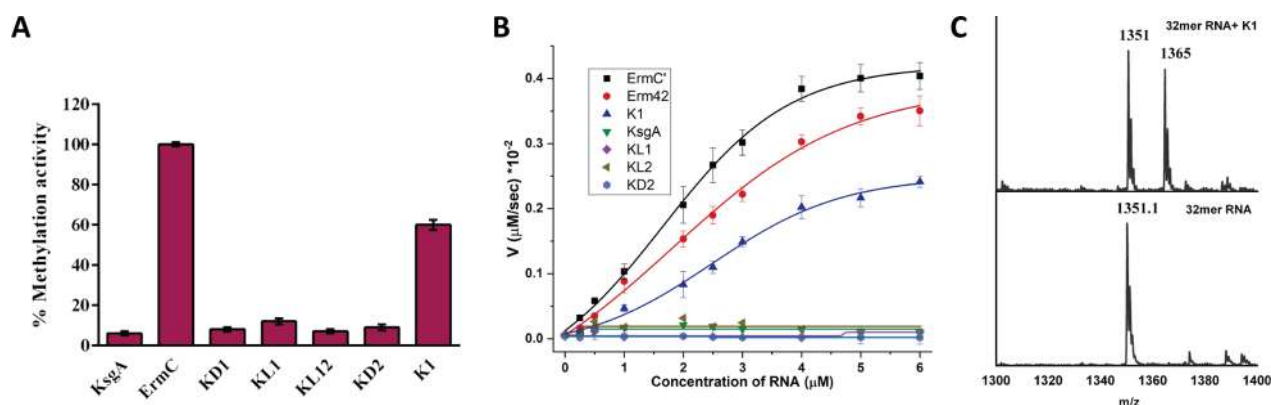 A
% Methylation activity
120
100
80
60
40
20
0
KsgA
ErmC
KD1
KL1
KL12
KD2
K1
B
V (μM/sec) *10⁻²
0.4
0.3
0.2
0.1
0.0
ErmC'
Erm42
K1
KsgA
KL1
KL2
KD2
0 1 2 3 4 5 6
Concentration of RNA (μM)
C
1351
1365
32mer RNA+ K1
1351.1
32mer RNA
1300 1320 1340 1360 1380 1400
m/z